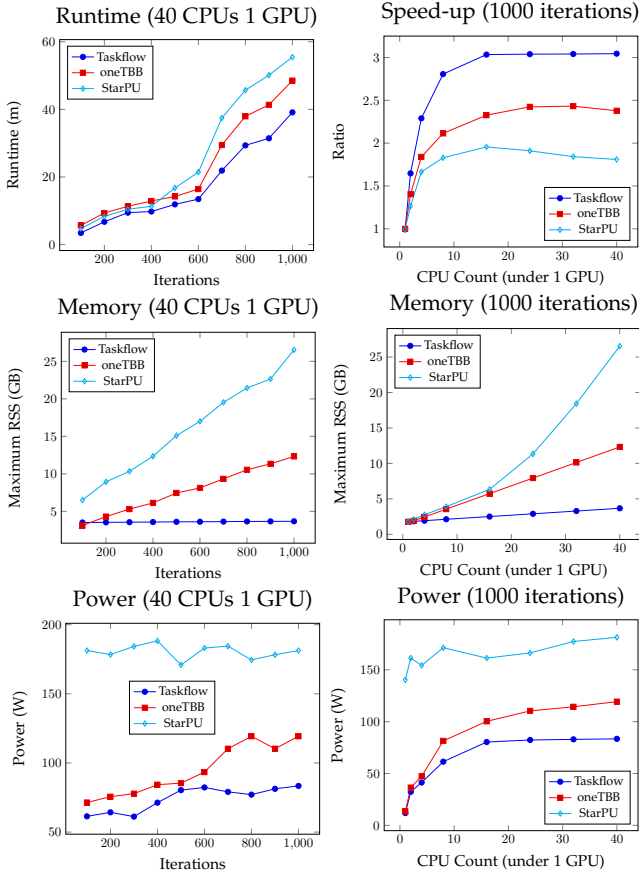 Runtime (40 CPUs 1 GPU)
60
40
20
0
Runtime (m)
Taskflow
oneTBB
StarPU
200 400 600 800 1,000
Iterations
Speed-up (1000 iterations)
3
2.5
2
1.5
1
Ratio
Taskflow
oneTBB
StarPU
0 10 20 30 40
CPU Count (under 1 GPU)
Memory (40 CPUs 1 GPU)
25
20
15
10
5
Maximum RSS (GB)
Taskflow
oneTBB
StarPU
200 400 600 800 1,000
Iterations
Memory (1000 iterations)
25
20
15
10
5
0
Maximum RSS (GB)
Taskflow
oneTBB
StarPU
0 10 20 30 40
CPU Count (under 1 GPU)
Power (40 CPUs 1 GPU)
200
150
100
50
Power (W)
Taskflow
oneTBB
StarPU
200 400 600 800 1,000
Iterations
Power (1000 iterations)
150
100
50
0
Power (W)
Taskflow
oneTBB
StarPU
0 10 20 30 40
CPU Count (under 1 GPU)